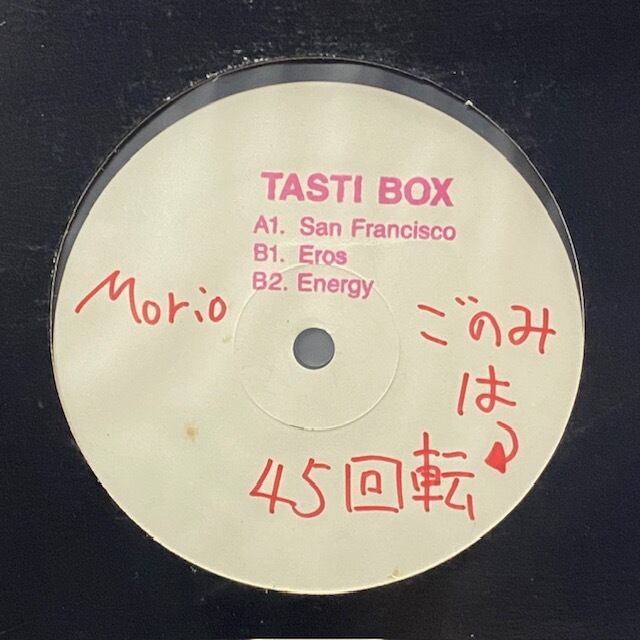 TASTI BOX
A1. San Francisco
B1. Eros
B2. Energy
Morio
ごのみ
は
45回転